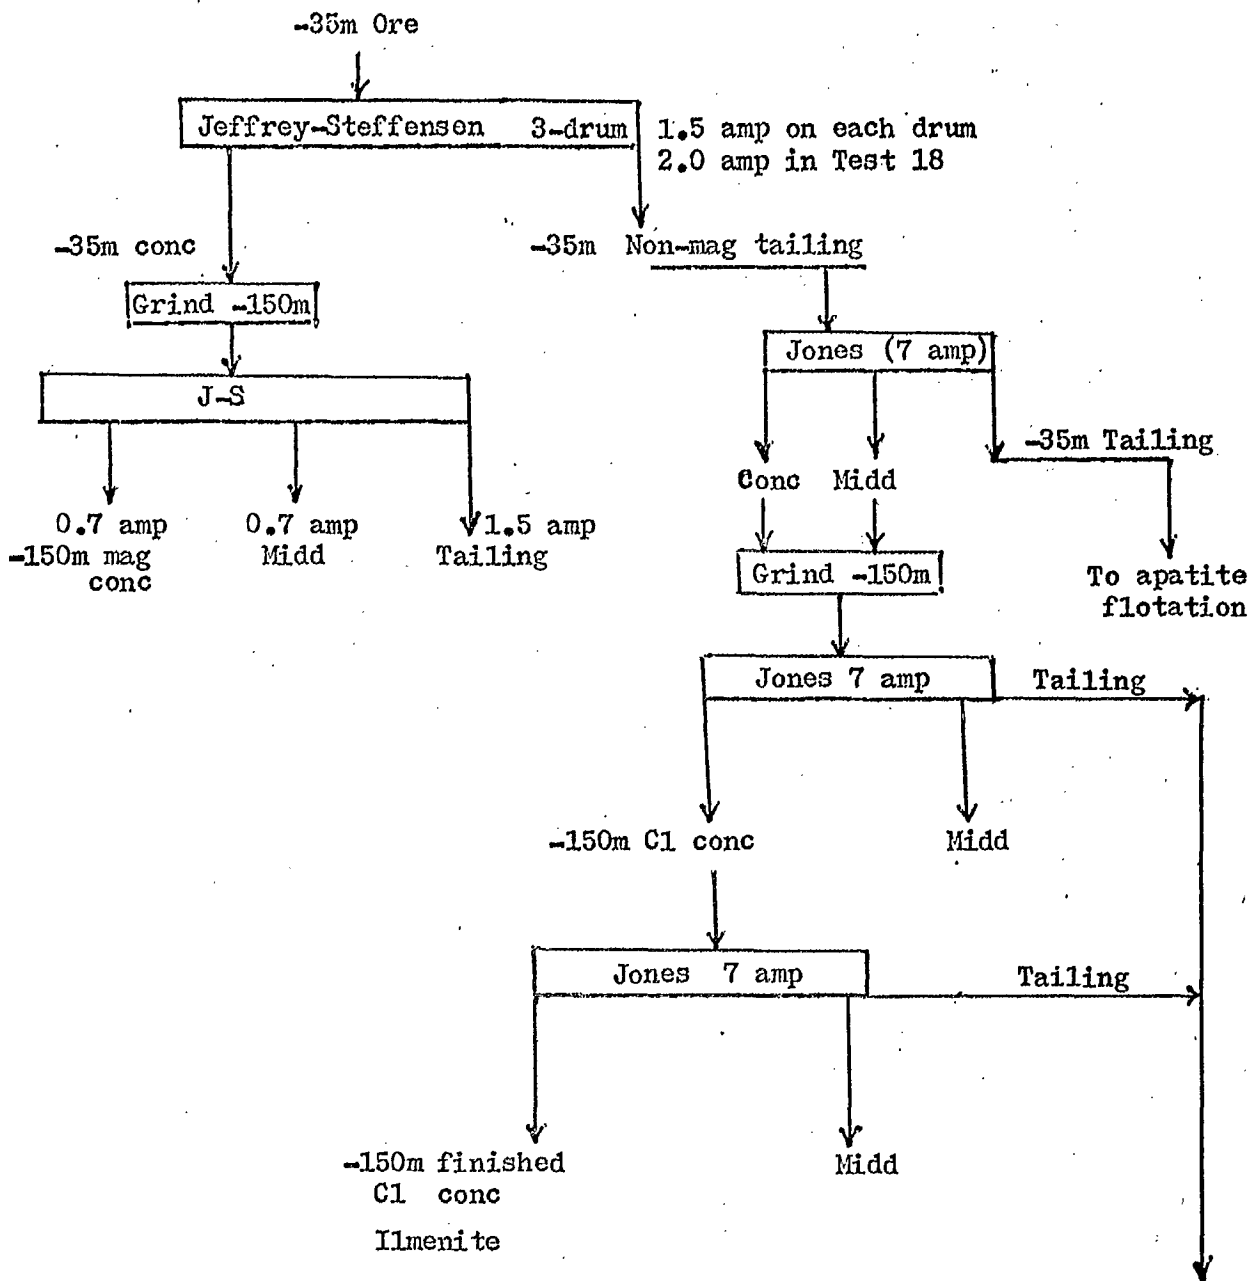 -35m Ore
Jeffrey-Steffenson 3-drum
1.5 amp on each drum
2.0 amp in Test 18
-35m conc
-35m Non-mag tailing
Grind -150m
Jones (7 amp)
J-S
-35m Tailing
Conc Midd
0.7 amp
-150m mag
conc
0.7 amp
Midd
1.5 amp
Tailing
Grind -150m
To apatite
flotation
Jones 7 amp
Tailing
-150m Cl conc
Midd
Jones 7 amp
Tailing
-150m finished
Cl conc
Ilmenite
Midd